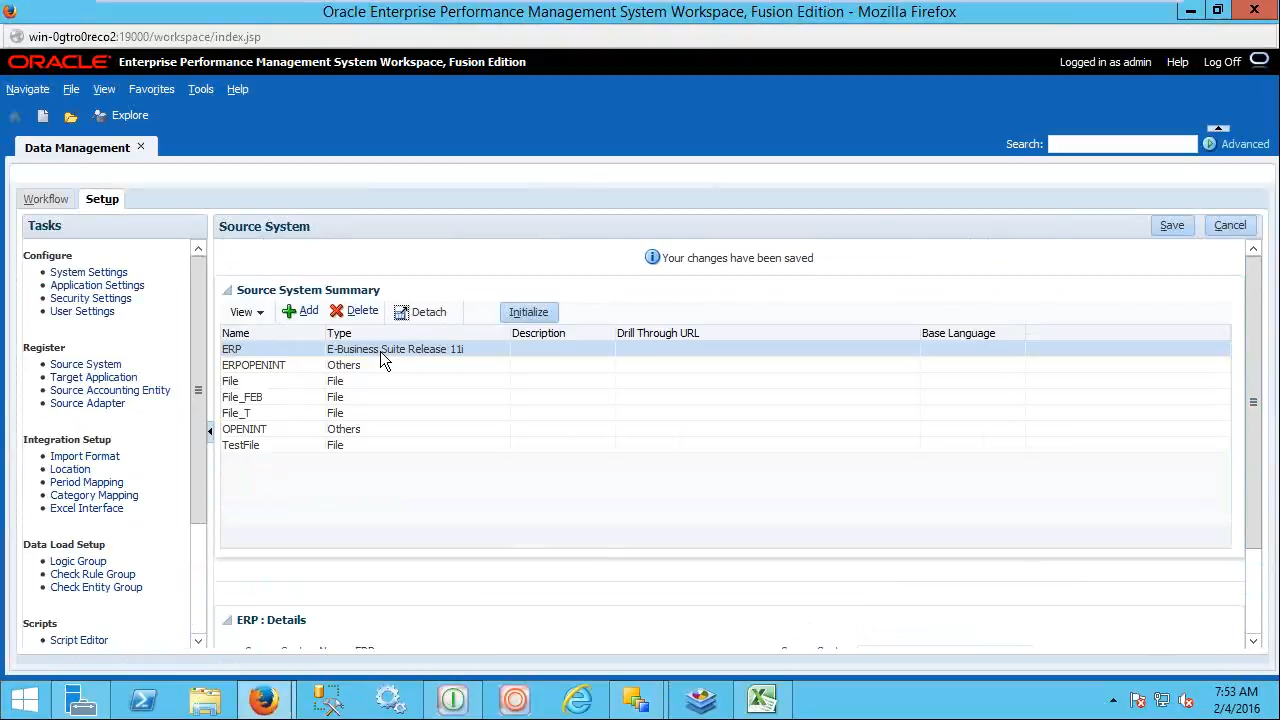 Oracle Enterprise Performance Management System Workspace, Fusion Edition - Mozilla Firefox
win-0gtro0reco2:19000/workspace/index.jsp
ORACLE Enterprise Performance Management System Workspace, Fusion Edition Logged in as admin Help Log Off
Navigate File View Favorites Tools Help
Explore
Data Management × Search: Advanced
Workflow Setup
Tasks Source System Save Cancel
Configure
System Settings
Application Settings
Security Settings
User Settings
Register
Source System
Target Application
Source Accounting Entity
Source Adapter
Integration Setup
Import Format
Location
Period Mapping
Category Mapping
Excel Interface
Data Load Setup
Logic Group
Check Rule Group
Check Entity Group
Scripts
Script Editor
Your changes have been saved
Source System Summary
View Add Delete Detach Initialize
Name Type Description Drill Through URL Base Language
ERP E-Business Suite Release 11i
ERPOPENINT Others
File File
File_FEB File
File_T File
OPENINT Others
TestFile File
ERP : Details
7:53 AM
2/4/2016